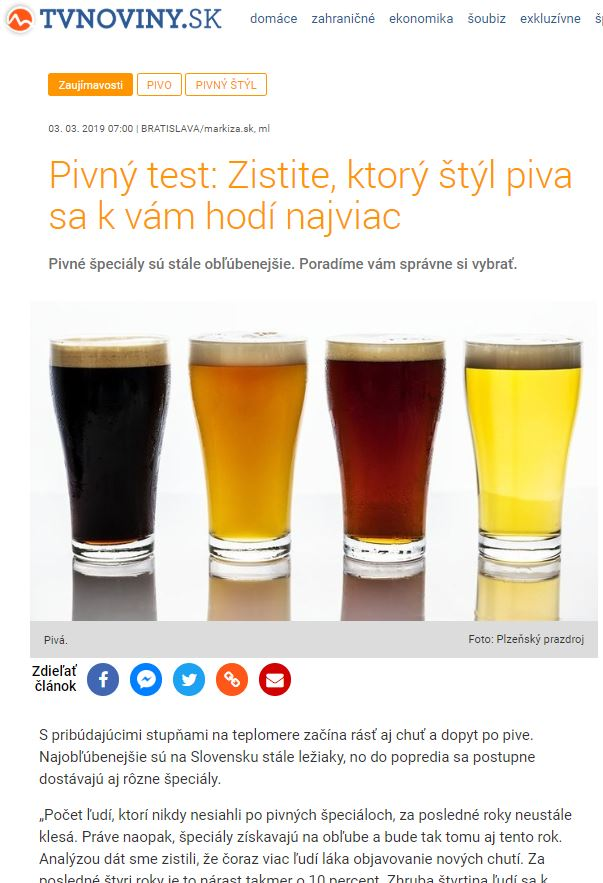 TVNOVINY.SK
domáce zahraničné ekonomika šoubiz exkluzívne
Zaujímavosti PIVO PIVNÝ ŠTÝL
03. 03. 2019 07:00 | BRATISLAVA/markiza.sk, ml
Pivný test: Zistite, ktorý štýl piva
sa k vám hodí najviac
Pivné špeciály sú stále obľúbenejšie. Poradíme vám správne si vybrať.
Pivá. Foto: Plzeňský prazdroj
Zdieľať
článok
S pribúdajúcimi stupňami na teplomere začína rásť aj chuť a dopyt po pive.
Najobľúbenejšie sú na Slovensku stále ležiaky, no do popredia sa postupne
dostávajú aj rôzne špeciály.
„Počet ľudí, ktorí nikdy nesiahli po pivných špeciáloch, za posledné roky neustále
klesá. Práve naopak, špeciály získavajú na obľube a bude tak tomu aj tento rok.
Analýzou dát sme zistili, že čoraz viac ľudí láka objavovanie nových chutí. Za
posledné štyri roky je to nárast takmer o 10 percent. Zhruba štvrtina ľudí sa k